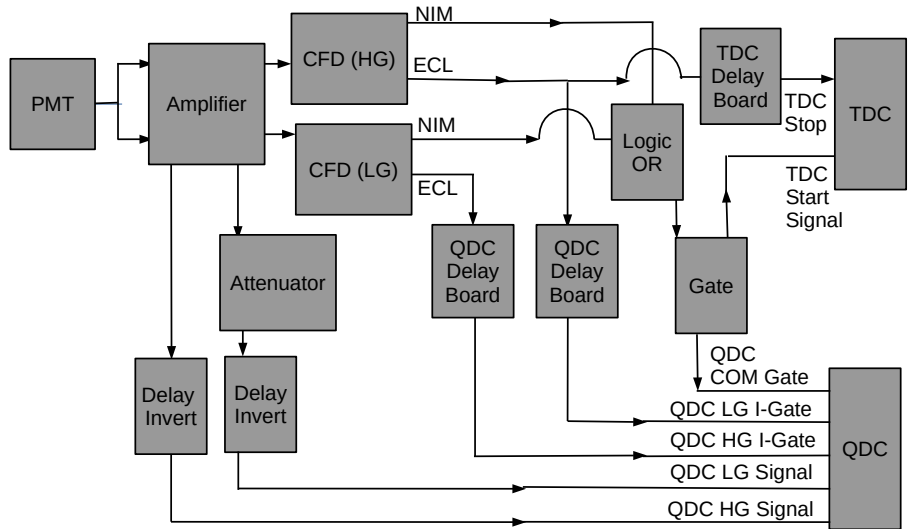 NIM
CFD (HG)
ECL
TDC
Delay
Board
PMT
Amplifier
TDC
Stop
TDC
NIM
Logic
OR
CFD (LG)
ECL
TDC
Start
Signal
QDC
Delay
Board
QDC
Delay
Board
Attenuator
Gate
QDC
COM Gate
Delay
Invert
Delay
Invert
QDC LG I-Gate
QDC HG I-Gate
QDC
QDC LG Signal
QDC HG Signal